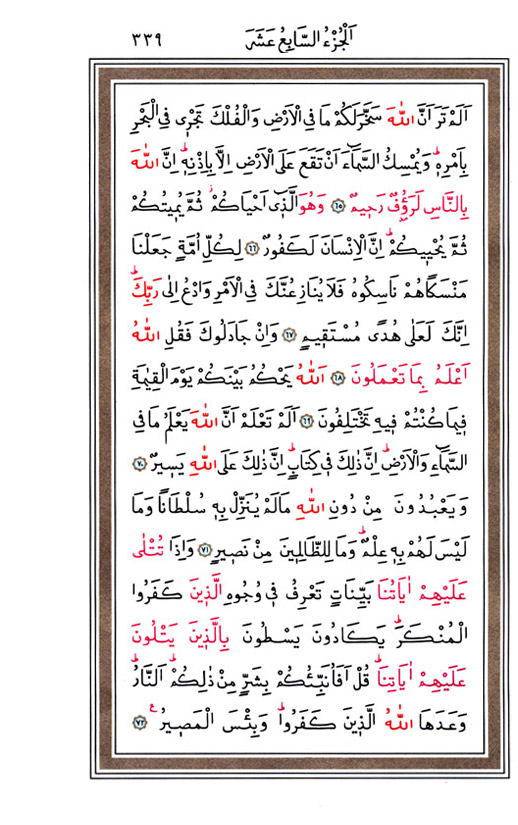 اَلْجُزْءُ السَّابِعُ عَشَرَ ٣٣٩
اَلَمْ تَرَ اَنَّ اللّٰهَ سَخَّرَ لَكُمْ مَا فِى الْاَرْضِ وَالْفُلْكَ تَجْر۪ى فِى الْبَحْرِ
بِاَمْرِه۪ۜ وَيُمْسِكُ السَّمَٓاءَ اَنْ تَقَعَ عَلَى الْاَرْضِ اِلَّا بِاِذْنِه۪ۜ اِنَّ اللّٰهَ
بِالنَّاسِ لَرَؤُ۫فٌ رَح۪يمٌ ﴿٦٥﴾ وَهُوَ الَّذ۪ٓى اَحْيَاكُمْۘ ثُمَّ يُم۪يتُكُمْ
ثُمَّ يُحْي۪يكُمْۜ اِنَّ الْاِنْسَانَ لَكَفُورٌ ﴿٦٦﴾ لِكُلِّ اُمَّةٍ جَعَلْنَا
مَنْسَكًا هُمْ نَاسِكُوهُ فَلَا يُنَازِعُنَّكَ فِى الْاَمْرِ وَادْعُ اِلٰى رَبِّكَۜ
اِنَّكَ لَعَلٰى هُدًى مُسْتَق۪يمٍ ﴿٦٧﴾ وَاِنْ جَادَلُوكَ فَقُلِ اللّٰهُ
اَعْلَمُ بِمَا تَعْمَلُونَ ﴿٦٨﴾ اَللّٰهُ يَحْكُمُ بَيْنَكُمْ يَوْمَ الْقِيٰمَةِ
ف۪يمَا كُنْتُمْ ف۪يهِ تَخْتَلِفُونَ ﴿٦٩﴾ اَلَمْ تَعْلَمْ اَنَّ اللّٰهَ يَعْلَمُ مَا فِى
السَّمَٓاءِ وَالْاَرْضِۜ اِنَّ ذٰلِكَ ف۪ى كِتَابٍۜ اِنَّ ذٰلِكَ عَلَى اللّٰهِ يَس۪يرٌ ﴿٧٠﴾
وَيَعْبُدُونَ مِنْ دُونِ اللّٰهِ مَا لَمْ يُنَزِّلْ بِه۪ سُلْطَانًا وَمَا
لَيْسَ لَهُمْ بِه۪ عِلْمٌۜ وَمَا لِلظَّالِم۪ينَ مِنْ نَص۪يرٍ ﴿٧١﴾ وَاِذَا تُتْلٰى
عَلَيْهِمْ اٰيَاتُنَا بَيِّنَاتٍ تَعْرِفُ ف۪ى وُجُوهِ الَّذ۪ينَ كَفَرُوا
الْمُنْكَرَۜ يَكَادُونَ يَسْطُونَ بِالَّذ۪ينَ يَتْلُونَ
عَلَيْهِمْ اٰيَاتِنَاۜ قُلْ اَفَاُنَبِّئُكُمْ بِشَرٍّ مِنْ ذٰلِكُمْۜ اَلنَّارُۜ
وَعَدَهَا اللّٰهُ الَّذ۪ينَ كَفَرُواۜ وَبِئْسَ الْمَص۪يرُ ع ﴿٧٢﴾